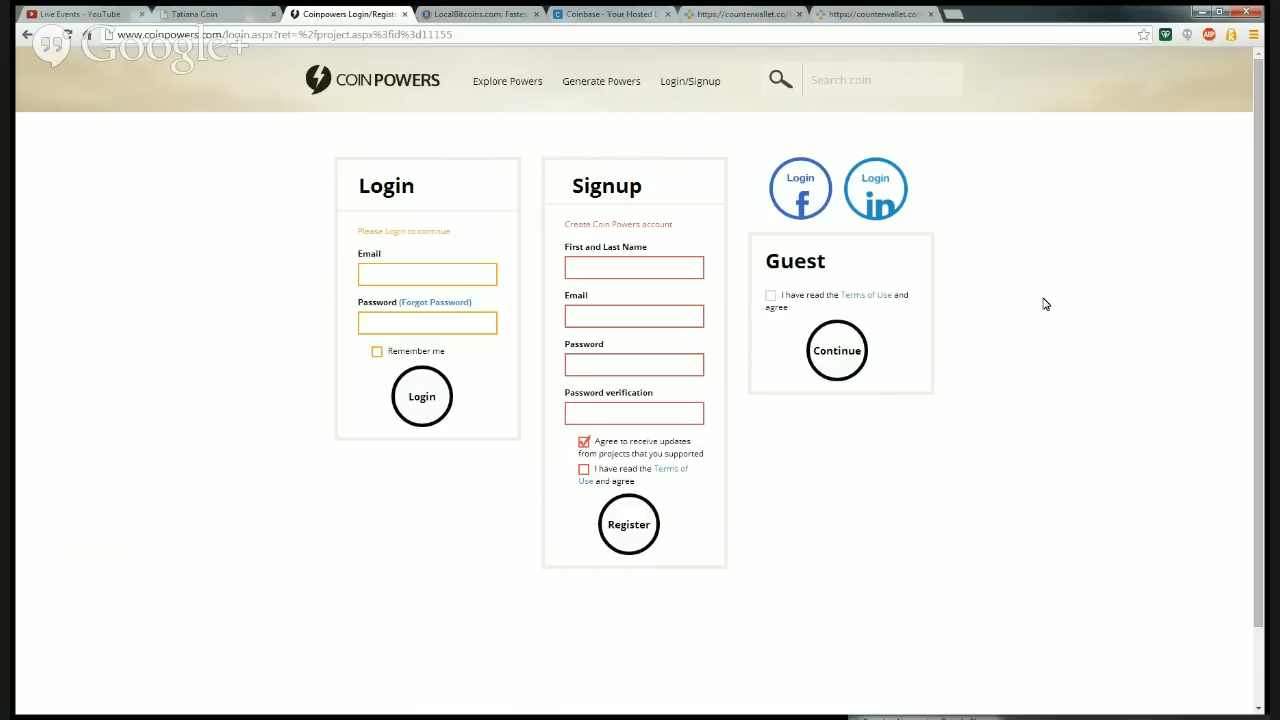 Live Events - YouTube
Tatiana Coin
Coinpowers Login/Regist
LocalBitcoins.com: Fastes
Coinbase - Your Hosted
https://counterwallet.co/
https://counterwallet.co
www.coinpowers.com/login.aspx?ret=%2fproject.aspx%3fid%3d11155
Google+
COINPOWERS
Explore Powers
Generate Powers
Login/Signup
Search coin
Login
Please Login to continue
Email
Password (Forgot Password)
Remember me
Login
Signup
Create Coin Powers account
First and Last Name
Email
Password
Password verification
Agree to receive updates
from projects that you supported
I have read the Terms of
Use and agree
Register
Login
f
Login
in
Guest
I have read the Terms of Use and
agree
Continue
ABP